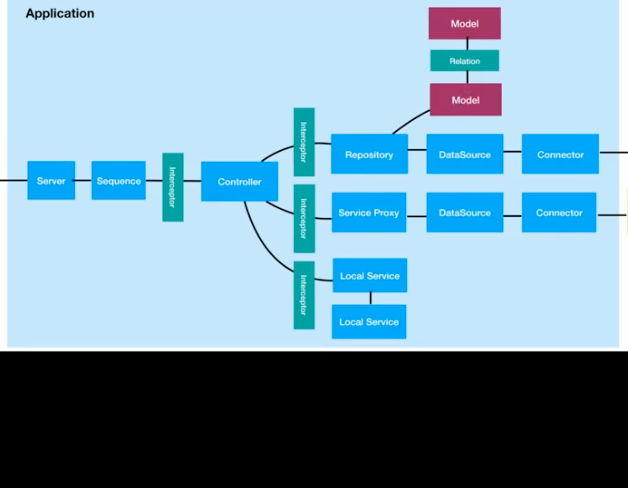 Application
Model
Relation
Model
Interceptor
Repository
DataSource
Connector
Server
Sequence
Interceptor
Controller
Interceptor
Service Proxy
DataSource
Connector
Interceptor
Local Service
Local Service